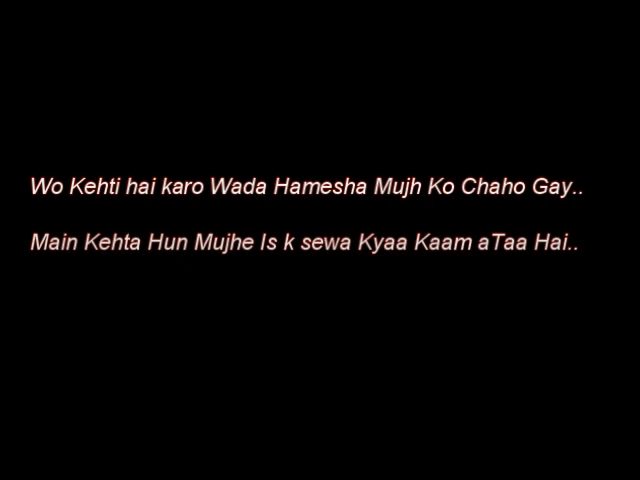 Wo Kehti hai karo Wada Hamesha Mujh Ko Chaho Gay..
Main Kehta Hun Mujhe Is k sewa Kyaa Kaam aTaa Hai..